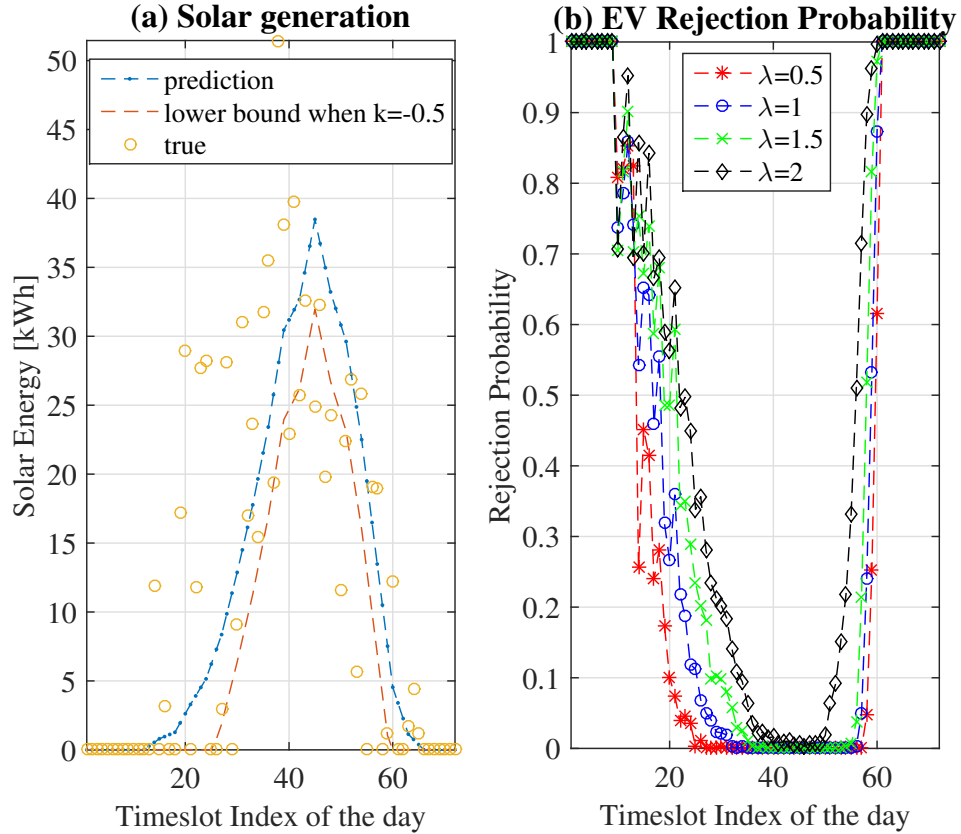 (a) Solar generation
50
45
40
35
30
25
20
15
10
5
0
20
40
60
Solar Energy [kWh]
Timeslot Index of the day
prediction
lower bound when k=-0.5
true
(b) EV Rejection Probability
1
0.9
0.8
0.7
0.6
0.5
0.4
0.3
0.2
0.1
0
20
40
60
Rejection Probability
Timeslot Index of the day
λ=0.5
λ=1
λ=1.5
λ=2